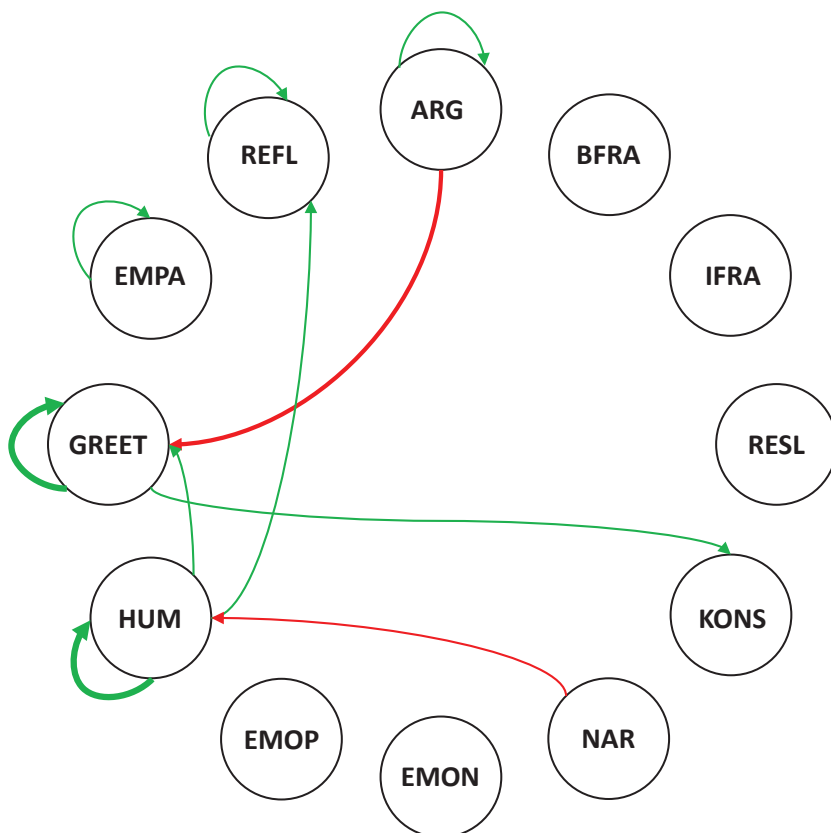 ARG
REFL
BFRA
EMPA
IFRA
GREET
RESL
HUM
KONS
EMOP
NAR
EMON